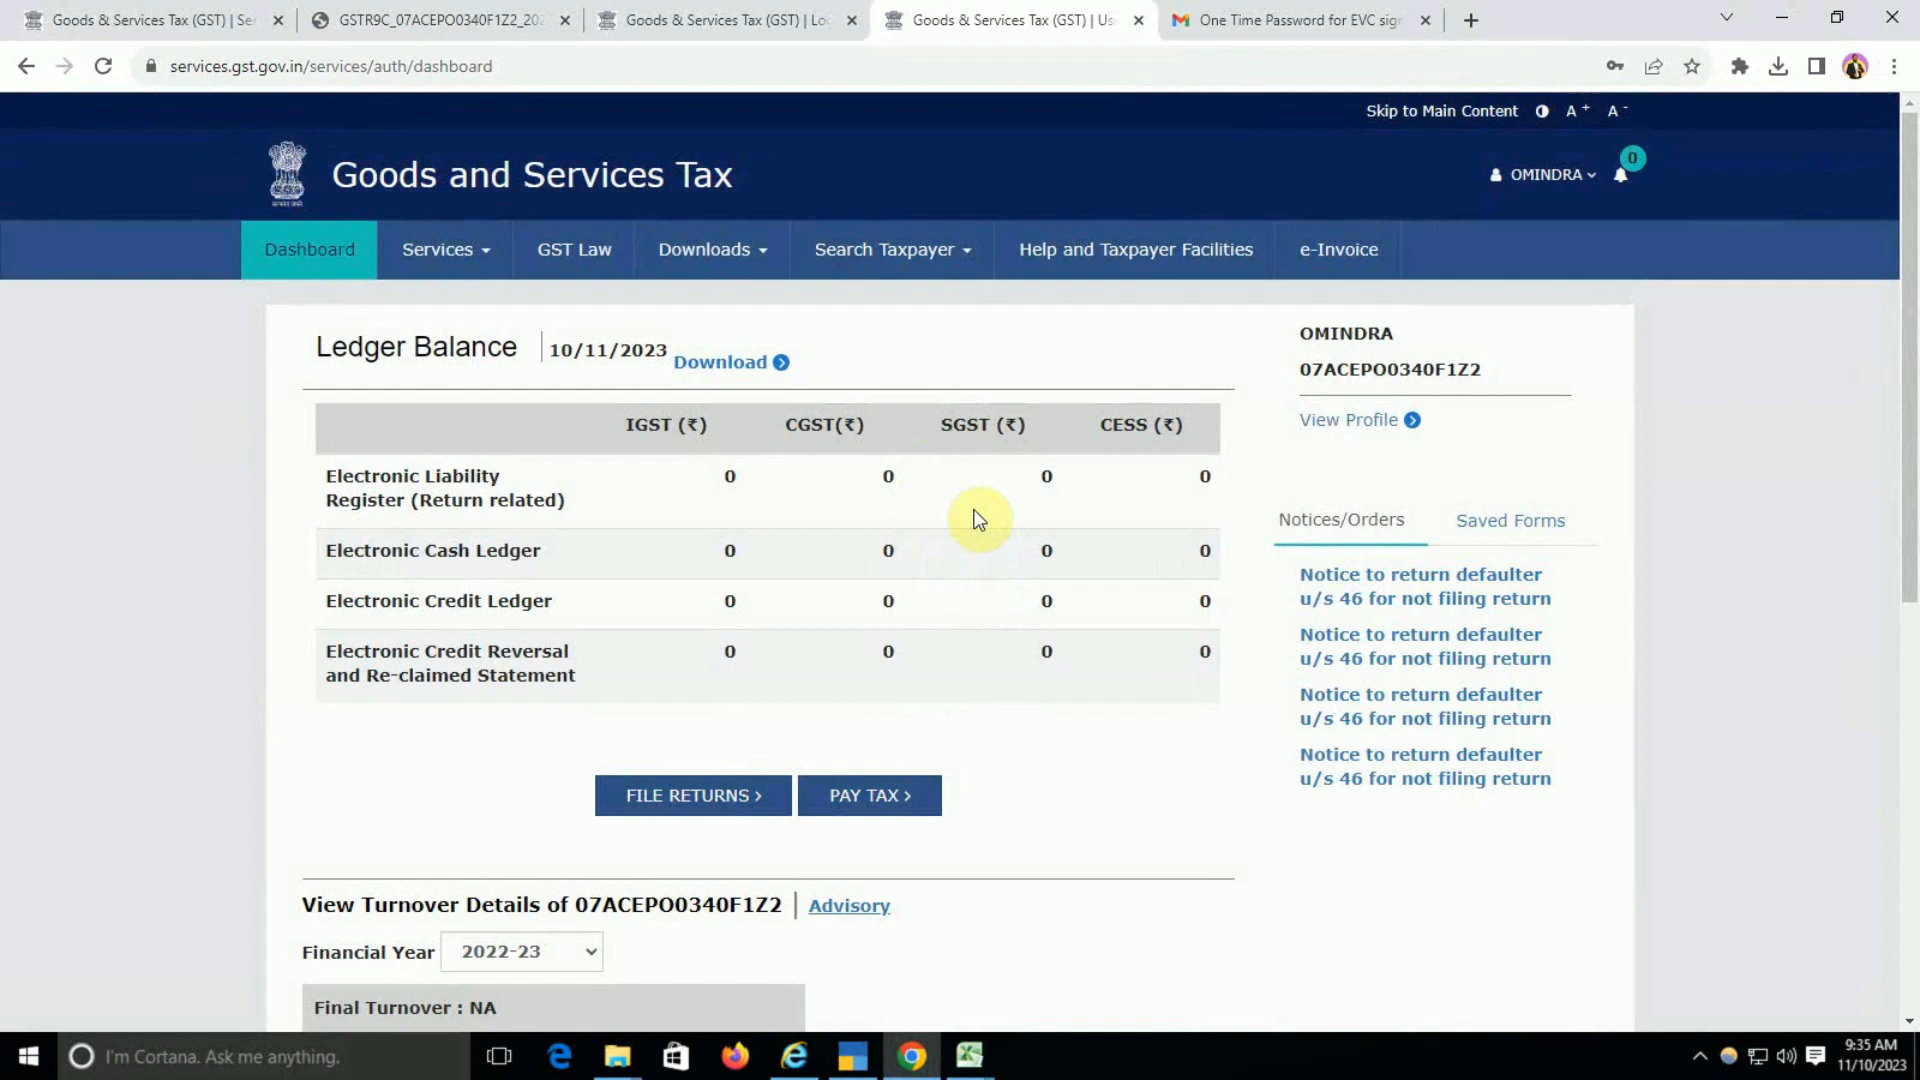 Goods & Services Tax (GST) | Ser
GSTR9C_07ACEPO0340F1Z2_202
Goods & Services Tax (GST) | Lo
Goods & Services Tax (GST) | Us
One Time Password for EVC sig
services.gst.gov.in/services/auth/dashboard
Skip to Main Content A+ A-
Goods and Services Tax
OMINDRA
0
Dashboard
Services
GST Law
Downloads
Search Taxpayer
Help and Taxpayer Facilities
e-Invoice
Ledger Balance
10/11/2023
Download
IGST (₹) CGST(₹) SGST (₹) CESS (₹)
Electronic Liability
Register (Return related) 0 0 0 0
Electronic Cash Ledger 0 0 0 0
Electronic Credit Ledger 0 0 0 0
Electronic Credit Reversal
and Re-claimed Statement 0 0 0 0
FILE RETURNS >
PAY TAX >
View Turnover Details of 07ACEPO0340F1Z2
Advisory
Financial Year 2022-23
Final Turnover : NA
OMINDRA
07ACEPO0340F1Z2
View Profile
Notices/Orders
Saved Forms
Notice to return defaulter
u/s 46 for not filing return
Notice to return defaulter
u/s 46 for not filing return
Notice to return defaulter
u/s 46 for not filing return
Notice to return defaulter
u/s 46 for not filing return
I'm Cortana. Ask me anything.
9:35 AM
11/10/2023